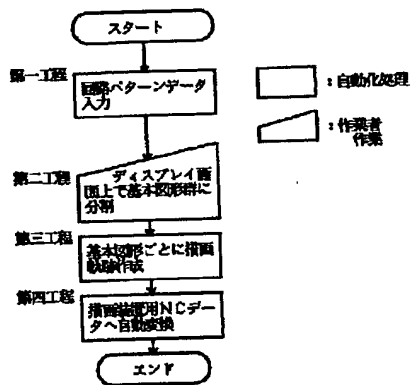 スタート
第一工程
回路パターンデータ
入力
：自動化処理
：作業者
作業
第二工程
ディスプレイ画
面上で基本図形群に
分割
第三工程
基本図形ごとに描画
軌跡作成
第四工程
描画装置用NCデー
タへ自動変換
エンド